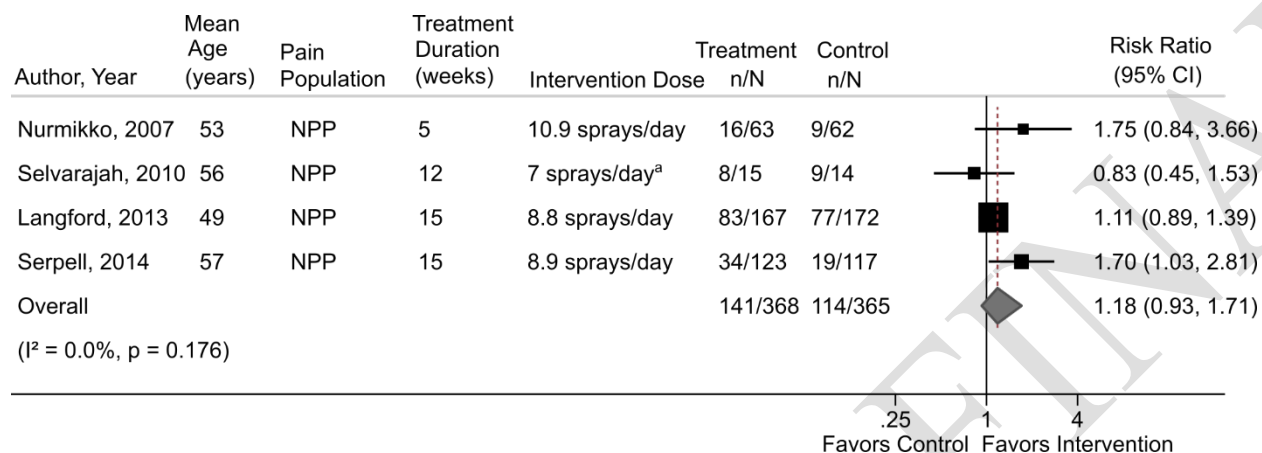 Author, Year Mean Age (years) Pain Population Treatment Duration (weeks) Intervention Dose Treatment n/N Control n/N Risk Ratio (95% CI)
Nurmikko, 2007 53 NPP 5 10.9 sprays/day 16/63 9/62 1.75 (0.84, 3.66)
Selvarajah, 2010 56 NPP 12 7 sprays/dayᵃ 8/15 9/14 0.83 (0.45, 1.53)
Langford, 2013 49 NPP 15 8.8 sprays/day 83/167 77/172 1.11 (0.89, 1.39)
Serpell, 2014 57 NPP 15 8.9 sprays/day 34/123 19/117 1.70 (1.03, 2.81)
Overall 141/368 114/365 1.18 (0.93, 1.71)
(I² = 0.0%, p = 0.176)
.25 1 4
Favors Control Favors Intervention